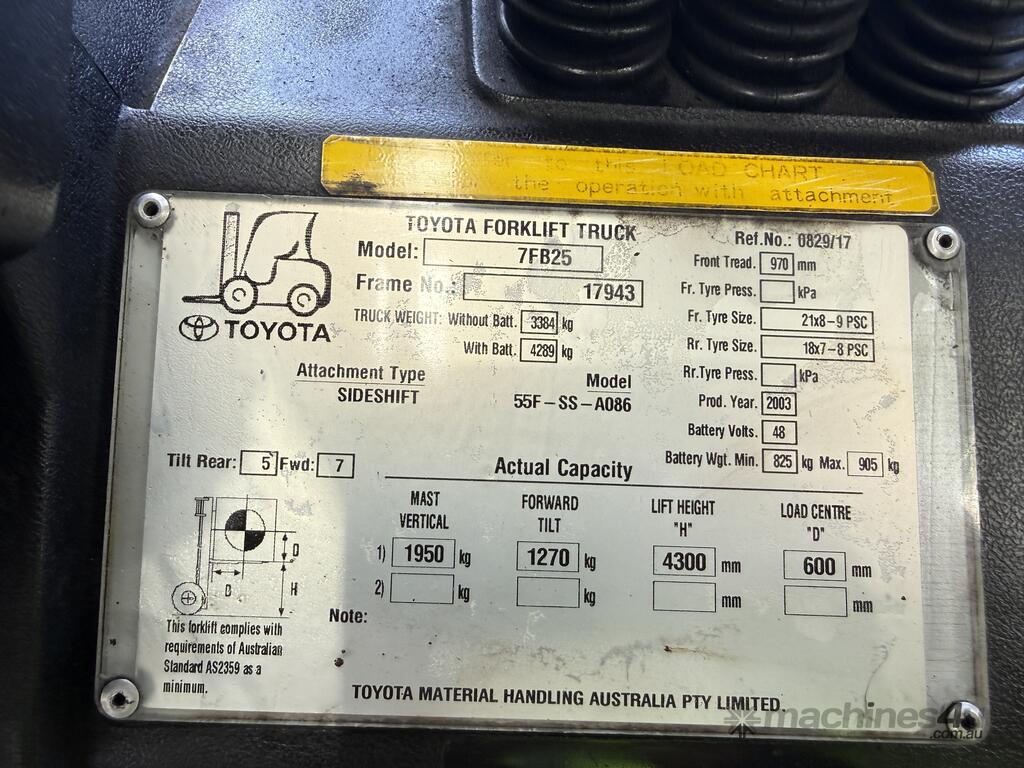 to this LOAD CHART
the operation with attachment
TOYOTA FORKLIFT TRUCK
Ref.No.: 0829/17
Model: 7FB25
Front Tread. 970 mm
Frame No.: 17943
Fr. Tyre Press. kPa
TRUCK WEIGHT: Without Batt. 3384 kg
Fr. Tyre Size. 21x8-9 PSC
TOYOTA
With Batt. 4289 kg
Rr. Tyre Size. 18x7-8 PSC
Attachment Type Model
Rr.Tyre Press. kPa
SIDESHIFT 55F-SS-A086
Prod. Year. 2003
Battery Volts. 48
Battery Wgt. Min. 825 kg Max. 905 kg
Tilt Rear: 5 Fwd: 7
Actual Capacity
MAST VERTICAL FORWARD TILT LIFT HEIGHT "H" LOAD CENTRE "D"
1) 1950 kg 1270 kg 4300 mm 600 mm
2) kg kg mm mm
D
D H
Note:
This forklift complies with
requirements of Australian
Standard AS2359 as a
minimum.
TOYOTA MATERIAL HANDLING AUSTRALIA PTY LIMITED.
machines4u
.com.au